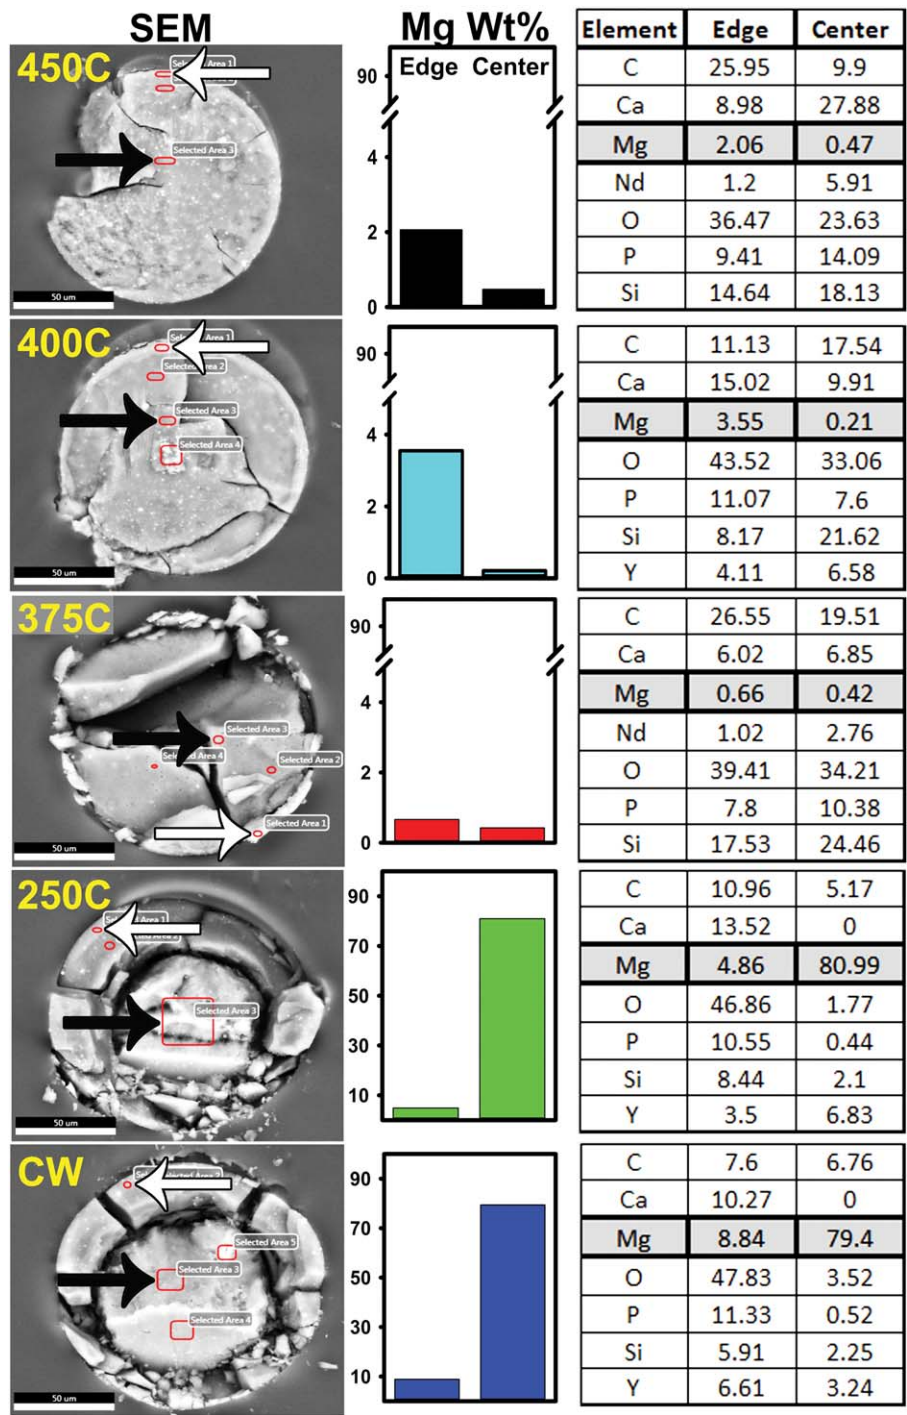 SEM
Mg Wt%
Element Edge Center
450C
Selected Area 1
Selected Area 3
50 um
Edge Center
90
4
2
0
C 25.95 9.9
Ca 8.98 27.88
Mg 2.06 0.47
Nd 1.2 5.91
O 36.47 23.63
P 9.41 14.09
Si 14.64 18.13
400C
Selected Area 1
Selected Area 2
Selected Area 3
Selected Area 4
50 um
90
4
2
0
C 11.13 17.54
Ca 15.02 9.91
Mg 3.55 0.21
O 43.52 33.06
P 11.07 7.6
Si 8.17 21.62
Y 4.11 6.58
375C
Selected Area 3
Selected Area 4
Selected Area 2
Selected Area 1
50 um
90
4
2
0
C 26.55 19.51
Ca 6.02 6.85
Mg 0.66 0.42
Nd 1.02 2.76
O 39.41 34.21
P 7.8 10.38
Si 17.53 24.46
250C
Selected Area 1
Selected Area 3
50 um
90
70
50
30
10
C 10.96 5.17
Ca 13.52 0
Mg 4.86 80.99
O 46.86 1.77
P 10.55 0.44
Si 8.44 2.1
Y 3.5 6.83
CW
Selected Area 2
Selected Area 5
Selected Area 3
Selected Area 4
50 um
90
70
50
30
10
C 7.6 6.76
Ca 10.27 0
Mg 8.84 79.4
O 47.83 3.52
P 11.33 0.52
Si 5.91 2.25
Y 6.61 3.24